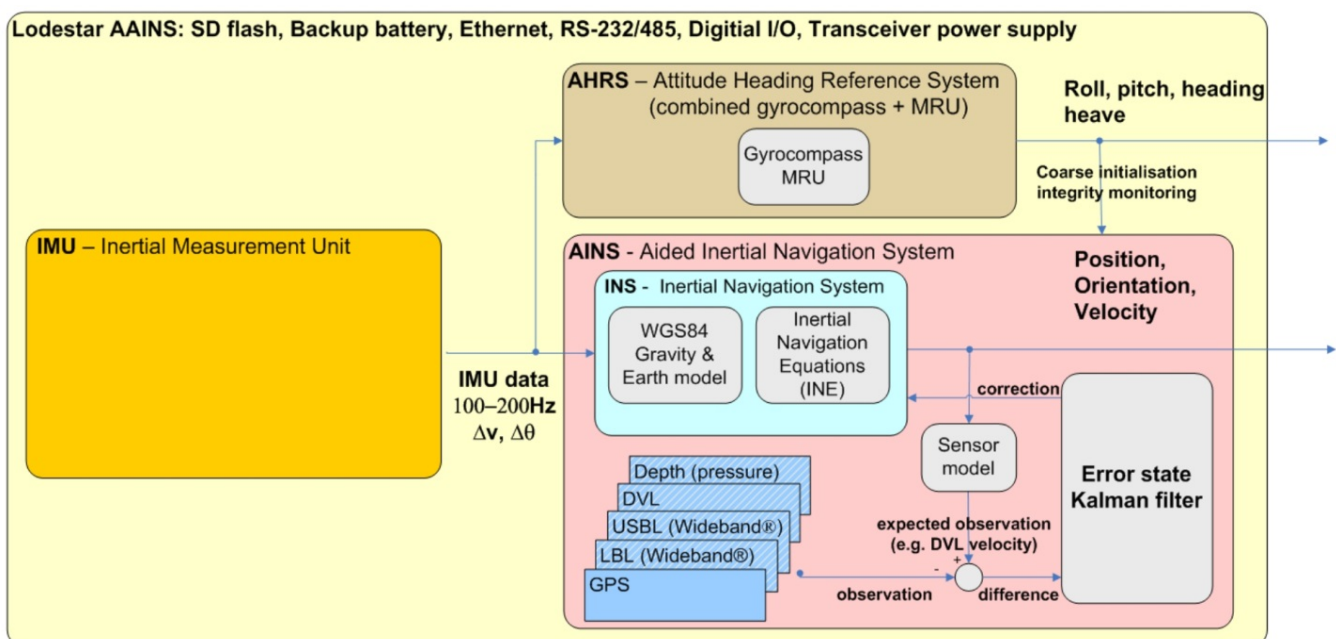 Lodestar AAINS: SD flash, Backup battery, Ethernet, RS-232/485, Digitial I/O, Transceiver power supply
AHRS – Attitude Heading Reference System
(combined gyrocompass + MRU)
Gyrocompass
MRU
Roll, pitch, heading
heave
Coarse initialisation
integrity monitoring
IMU – Inertial Measurement Unit
IMU data
100–200Hz
Δv, Δθ
AINS - Aided Inertial Navigation System
INS - Inertial Navigation System
WGS84
Gravity &
Earth model
Inertial
Navigation
Equations
(INE)
Position,
Orientation,
Velocity
correction
Sensor
model
Error state
Kalman filter
Depth (pressure)
DVL
USBL (Wideband®)
LBL (Wideband®)
GPS
expected observation
(e.g. DVL velocity)
+
-
observation
difference